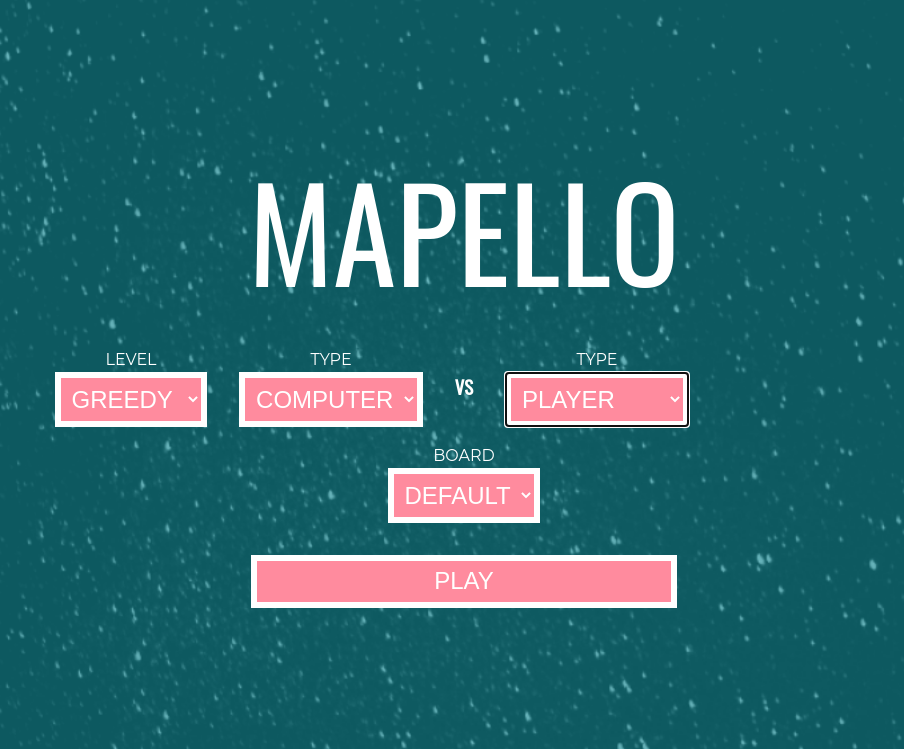 MAPELLO
LEVEL TYPE TYPE
GREEDY COMPUTER VS PLAYER
BOARD
DEFAULT
PLAY